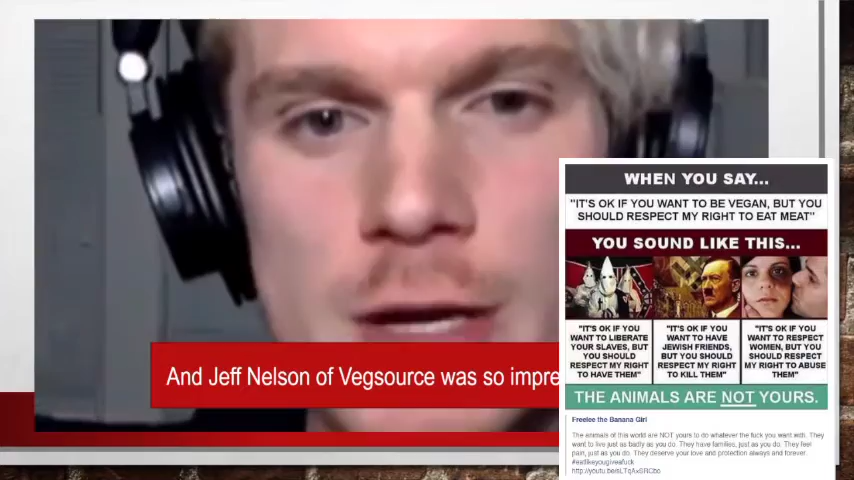 And Jeff Nelson of Vegsource was so impre
WHEN YOU SAY...
"IT'S OK IF YOU WANT TO BE VEGAN, BUT YOU
SHOULD RESPECT MY RIGHT TO EAT MEAT"
YOU SOUND LIKE THIS...
"IT'S OK IF YOU
WANT TO LIBERATE
YOUR SLAVES, BUT
YOU SHOULD
RESPECT MY RIGHT
TO HAVE THEM"
"IT'S OK IF YOU
WANT TO HAVE
JEWISH FRIENDS,
BUT YOU SHOULD
RESPECT MY RIGHT
TO KILL THEM"
"IT'S OK IF YOU
WANT TO RESPECT
WOMEN, BUT YOU
SHOULD RESPECT
MY RIGHT TO ABUSE
THEM"
THE ANIMALS ARE NOT YOURS.
Freelee the Banana Girl
The animals of this world are NOT yours to do whatever the fuck you want with. They
want to live just as badly as you do. They have families, just as you do. They feel
pain, just as you do. They deserve your love and protection always and forever.
#eatlikeyougiveafuck